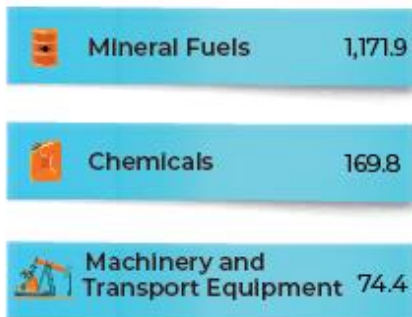 Mineral Fuels 1,171.9
Chemicals 169.8
Machinery and
Transport Equipment 74.4